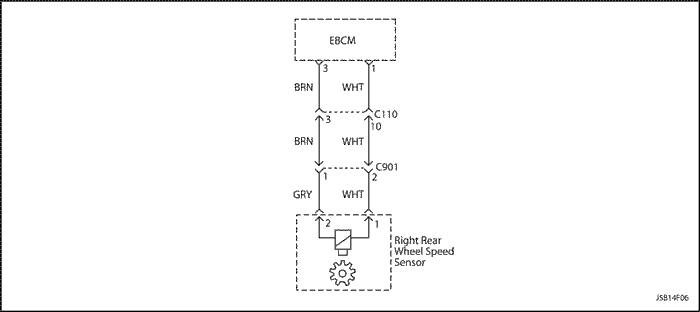 EBCM
3 1
BRN WHT
C110
3 10
BRN WHT
C901
1 2
GRY WHT
2 1
Right Rear
Wheel Speed
Sensor
JSB14F06